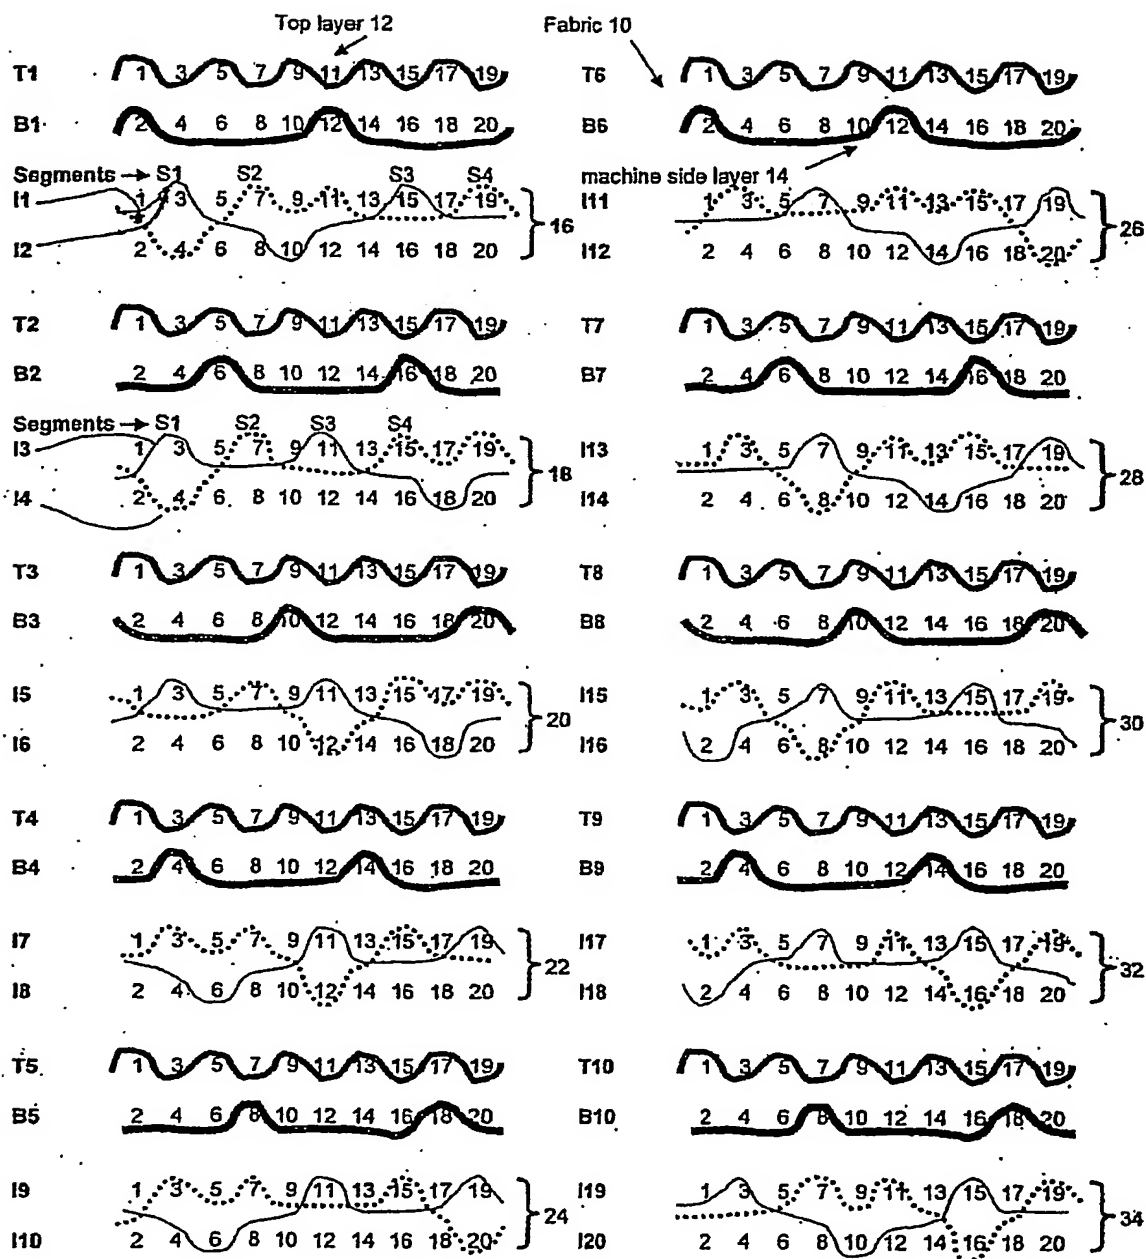 Top layer 12 Fabric 10
T1 1 3 5 7 9 11 13 15 17 19 T6 1 3 5 7 9 11 13 15 17 19
B1 2 4 6 8 10 12 14 16 18 20 B6 2 4 6 8 10 12 14 16 18 20
Segments S1 S2 S3 S4 machine side layer 14
I1 1 3 5 7 9 11 13 15 17 19 I11 1 3 5 7 9 11 13 15 17 19
16 26
I2 2 4 6 8 10 12 14 16 18 20 I12 2 4 6 8 10 12 14 16 18 20
T2 1 3 5 7 9 11 13 15 17 19 T7 1 3 5 7 9 11 13 15 17 19
B2 2 4 6 8 10 12 14 16 18 20 B7 2 4 6 8 10 12 14 16 18 20
Segments S1 S2 S3 S4
I3 1 3 5 7 9 11 13 15 17 19 I13 1 3 5 7 9 11 13 15 17 19
18 28
I4 2 4 6 8 10 12 14 16 18 20 I14 2 4 6 8 10 12 14 16 18 20
T3 1 3 5 7 9 11 13 15 17 19 T8 1 3 5 7 9 11 13 15 17 19
B3 2 4 6 8 10 12 14 16 18 20 B8 2 4 6 8 10 12 14 16 18 20
I5 1 3 5 7 9 11 13 15 17 19 I15 1 3 5 7 9 11 13 15 17 19
20 30
I6 2 4 6 8 10 12 14 16 18 20 I16 2 4 6 8 10 12 14 16 18 20
T4 1 3 5 7 9 11 13 15 17 19 T9 1 3 5 7 9 11 13 15 17 19
B4 2 4 6 8 10 12 14 16 18 20 B9 2 4 6 8 10 12 14 16 18 20
I7 1 3 5 7 9 11 13 15 17 19 I17 1 3 5 7 9 11 13 15 17 19
22 32
I8 2 4 6 8 10 12 14 16 18 20 I18 2 4 6 8 10 12 14 16 18 20
T5 1 3 5 7 9 11 13 15 17 19 T10 1 3 5 7 9 11 13 15 17 19
B5 2 4 6 8 10 12 14 16 18 20 B10 2 4 6 8 10 12 14 16 18 20
I9 1 3 5 7 9 11 13 15 17 19 I19 1 3 5 7 9 11 13 15 17 19
24 34
I10 2 4 6 8 10 12 14 16 18 20 I20 2 4 6 8 10 12 14 16 18 20